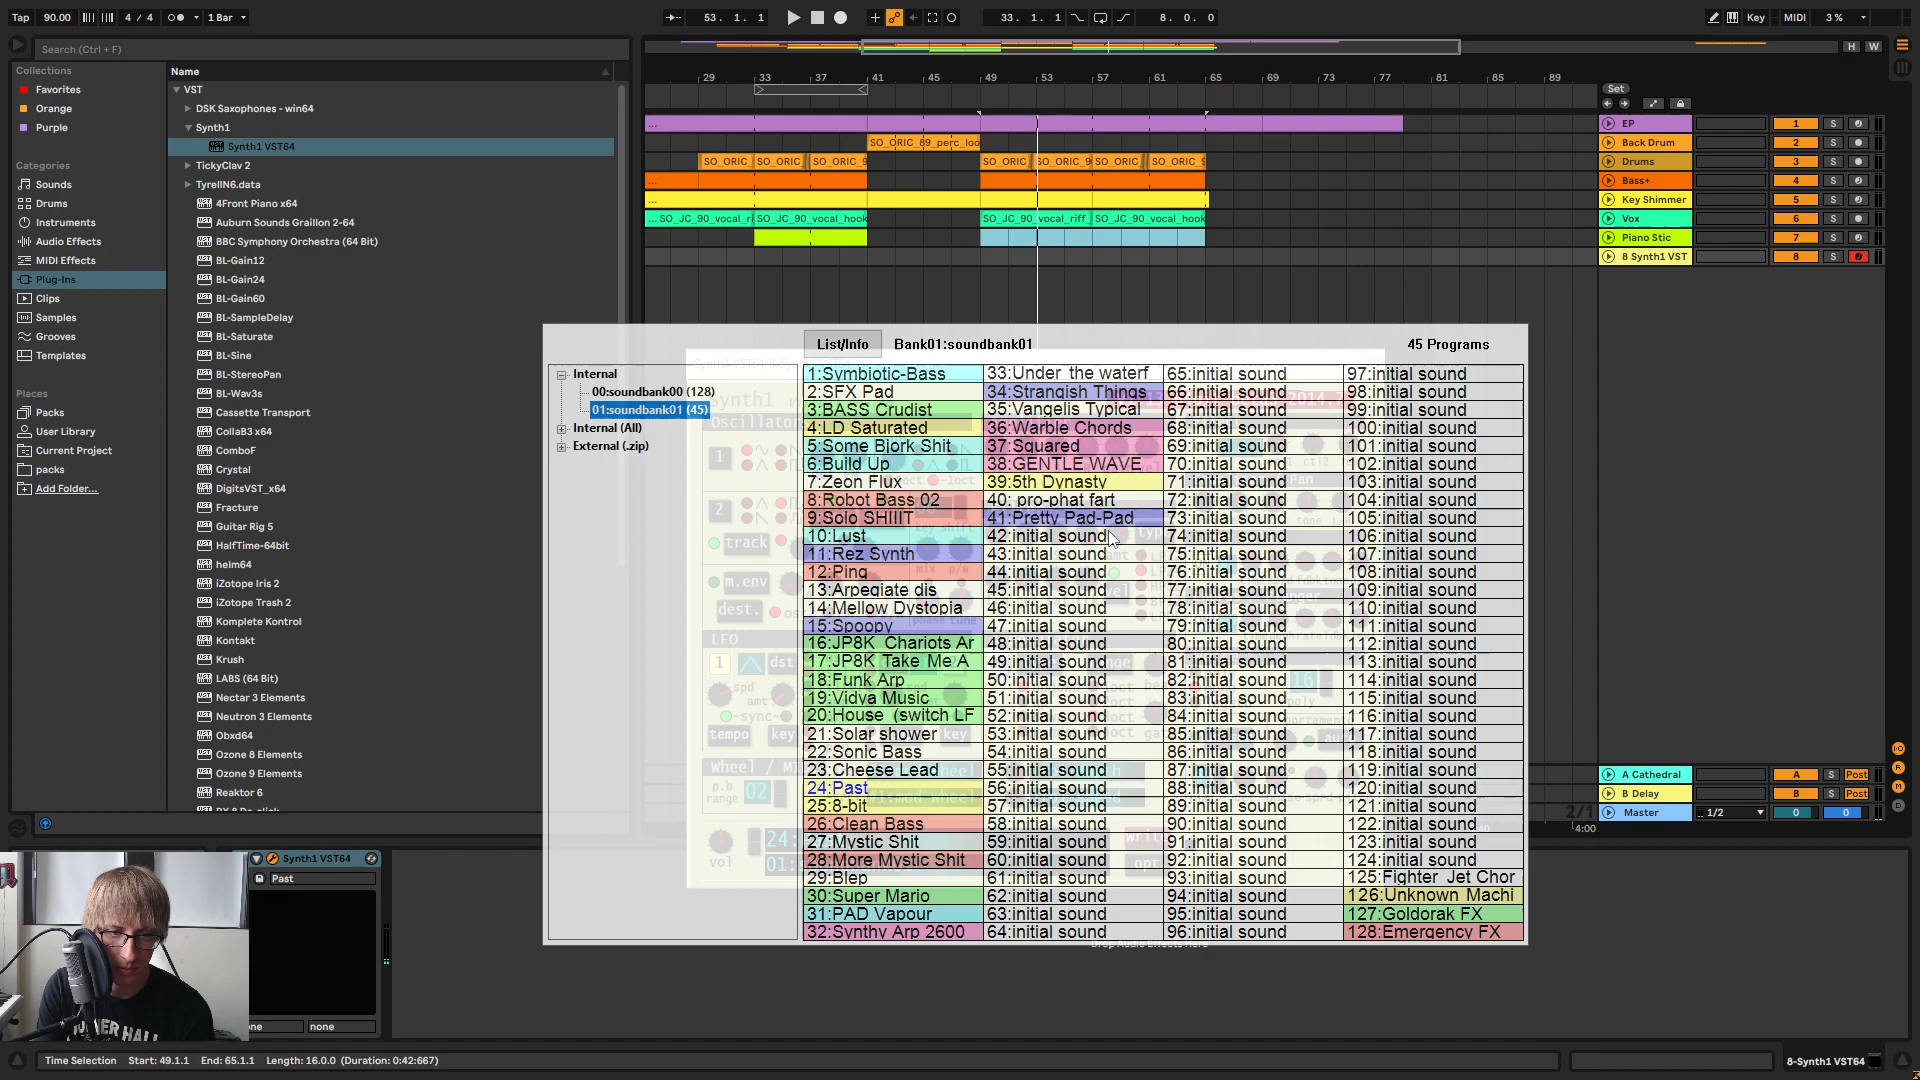 Tap 90.00 4 / 4 1 Bar 53. 1. 1 33. 1. 1 8. 0. 0 Key MIDI 3 %
Search (Ctrl + F)
H W
Collections
Favorites
Orange
Purple
Categories
Sounds
Drums
Instruments
Audio Effects
MIDI Effects
Plug-Ins
Clips
Samples
Grooves
Templates
Places
Packs
User Library
Current Project
packs
Add Folder...
Name
VST
DSK Saxophones - win64
Synth1
Synth1 VST64
TickyClav 2
TyrellN6.data
4Front Piano x64
Auburn Sounds Graillon 2-64
BBC Symphony Orchestra (64 Bit)
BL-Gain12
BL-Gain24
BL-Gain60
BL-SampleDelay
BL-Saturate
BL-Sine
BL-StereoPan
BL-Wav3s
Cassette Transport
CollaB3 x64
ComboF
Crystal
DigitsVST_x64
Fracture
Guitar Rig 5
HalfTime-64bit
helm64
iZotope Iris 2
iZotope Trash 2
Komplete Kontrol
Kontakt
Krush
LABS (64 Bit)
Nectar 3 Elements
Neutron 3 Elements
Obxd64
Ozone 8 Elements
Ozone 9 Elements
Reaktor 6
29 33 37 41 45 49 53 57 61 65 69 73 77 81 85 89
Set
SO_ORIC_89_perc_loo
SO_ORIC SO_ORIC SO_ORIC_9 SO_ORIC SO_ORIC_9 SO_ORIC SO_ORIC_9
... SO_JC_90_vocal_ri SO_JC_90_vocal_hook SO_JC_90_vocal_riff SO_JC_90_vocal_hook
EP 1 S
Back Drum 2 S
Drums 3 S
Bass+ 4 S
Key Shimmer 5 S
Vox 6 S
Piano Stic 7 S
8 Synth1 VST 8 S
A Cathedral A S Post
B Delay B S Post
Master 1/2 0 0
2/1
4:00
List/Info Bank01:soundbank01 45 Programs
Internal
00:soundbank00 (128)
01:soundbank01 (45)
Internal (All)
External (.zip)
1:Symbiotic-Bass
2:SFX Pad
3:BASS Crudist
4:LD Saturated
5:Some Bjork Shit
6:Build Up
7:Zeon Flux
8:Robot Bass 02
9:Solo SHIIIT
10:Lust
11:Rez Synth
12:Ping
13:Arpegiate dis
14:Mellow Dystopia
15:Spoopy
16:JP8K Chariots Ar
17:JP8K Take Me A
18:Funk Arp
19:Vidya Music
20:House (switch LF
21:Solar shower
22:Sonic Bass
23:Cheese Lead
24:Past
25:8-bit
26:Clean Bass
27:Mystic Shit
28:More Mystic Shit
29:Blep
30:Super Mario
31:PAD Vapour
32:Synthy Arp 2600
33:Under the waterf
34:Strangish Things
35:Vangelis Typical
36:Warble Chords
37:Squared
38:GENTLE WAVE
39:5th Dynasty
40: pro-phat fart
41:Pretty Pad-Pad
42:initial sound
43:initial sound
44:initial sound
45:initial sound
46:initial sound
47:initial sound
48:initial sound
49:initial sound
50:initial sound
51:initial sound
52:initial sound
53:initial sound
54:initial sound
55:initial sound
56:initial sound
57:initial sound
58:initial sound
59:initial sound
60:initial sound
61:initial sound
62:initial sound
63:initial sound
64:initial sound
65:initial sound
66:initial sound
67:initial sound
68:initial sound
69:initial sound
70:initial sound
71:initial sound
72:initial sound
73:initial sound
74:initial sound
75:initial sound
76:initial sound
77:initial sound
78:initial sound
79:initial sound
80:initial sound
81:initial sound
82:initial sound
83:initial sound
84:initial sound
85:initial sound
86:initial sound
87:initial sound
88:initial sound
89:initial sound
90:initial sound
91:initial sound
92:initial sound
93:initial sound
94:initial sound
95:initial sound
96:initial sound
97:initial sound
98:initial sound
99:initial sound
100:initial sound
101:initial sound
102:initial sound
103:initial sound
104:initial sound
105:initial sound
106:initial sound
107:initial sound
108:initial sound
109:initial sound
110:initial sound
111:initial sound
112:initial sound
113:initial sound
114:initial sound
115:initial sound
116:initial sound
117:initial sound
118:initial sound
119:initial sound
120:initial sound
121:initial sound
122:initial sound
123:initial sound
124:initial sound
125:Fighter Jet Chor
126:Unknown Machi
127:Goldorak FX
128:Emergency FX
Synth1 VST64
Past
none
Time Selection Start: 49.1.1 End: 65.1.1 Length: 16.0.0 (Duration: 0:42:667)
8-Synth1 VST64